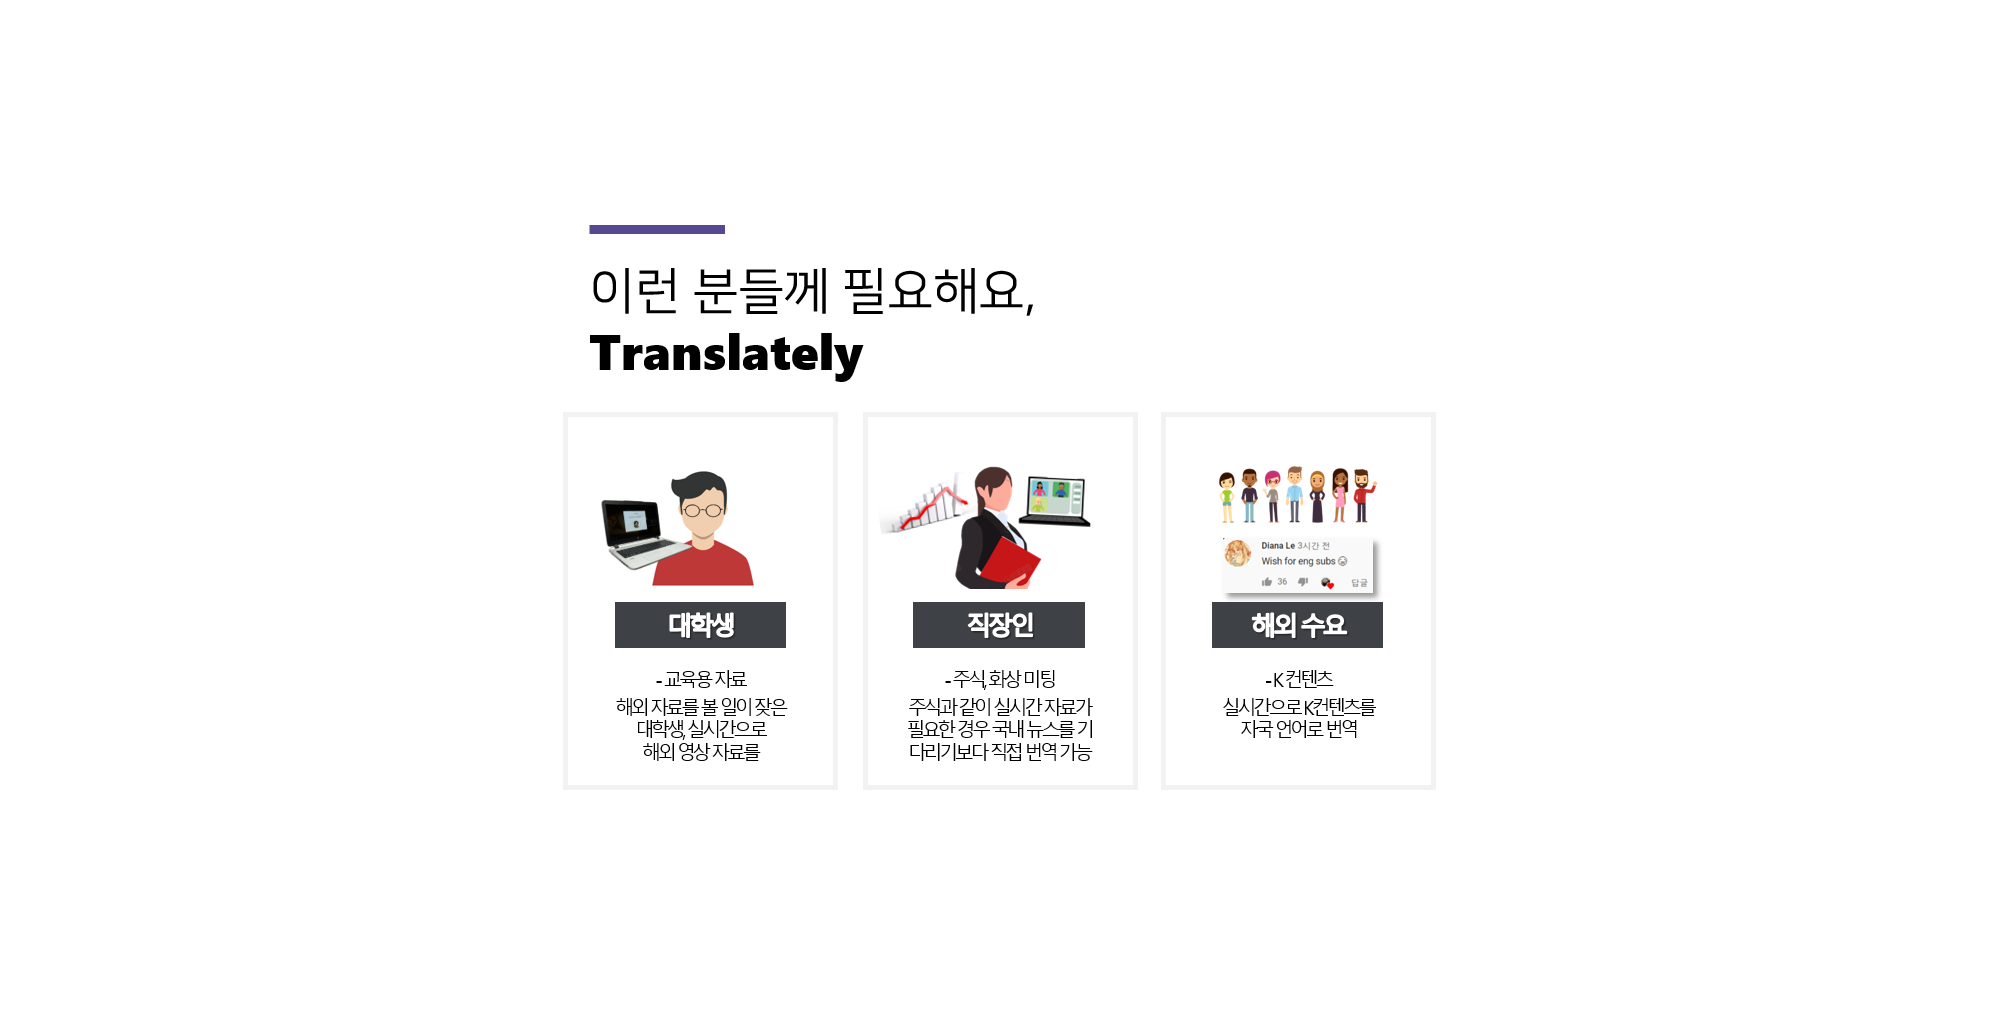 이런 분들께 필요해요,
Translately
대학생
- 교육용 자료
해외 자료를 볼 일이 잦은
대학생, 실시간으로
해외 영상 자료를
직장인
- 주식, 화상 미팅
주식과 같이 실시간 자료가
필요한 경우 국내 뉴스를 기
다리기보다 직접 번역 가능
Diana Le 3시간 전
Wish for eng subs
36 답글
해외 수요
- K 컨텐츠
실시간으로 K컨텐츠를
자국 언어로 번역